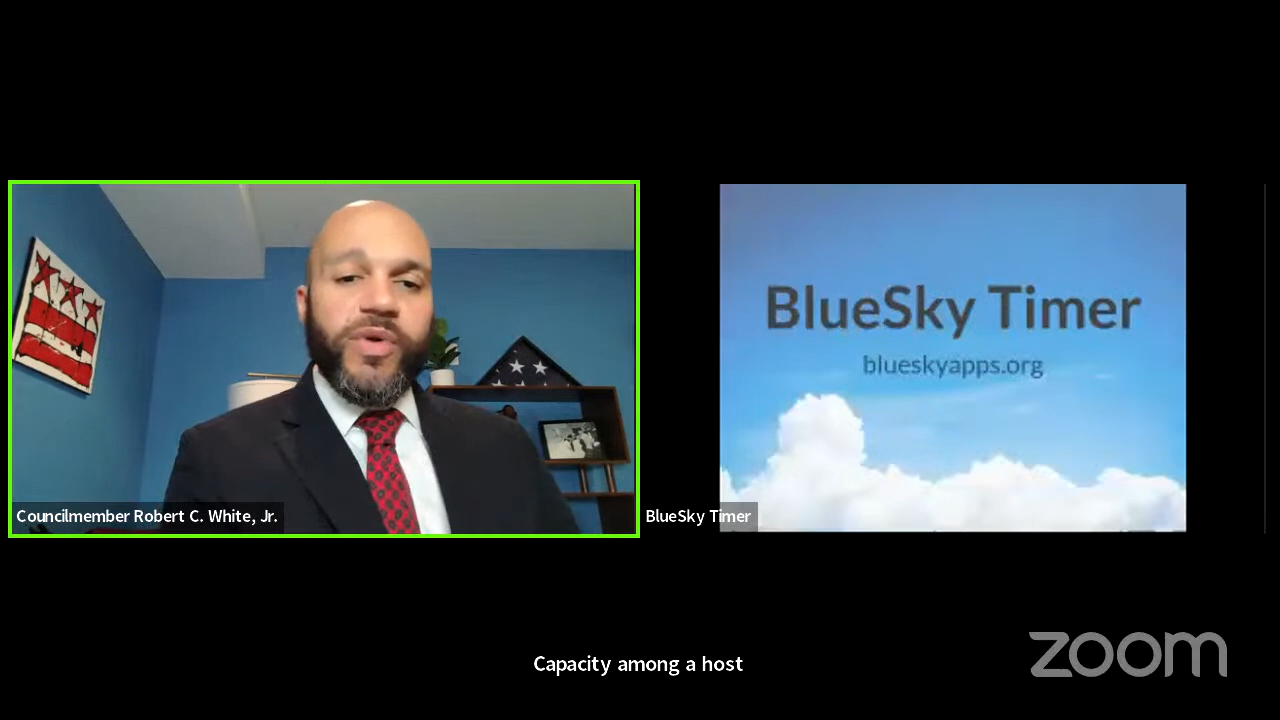 BlueSky Timer
blueskyapps.org
Councilmember Robert C. White, Jr.
BlueSky Timer
Capacity among a host
zoom